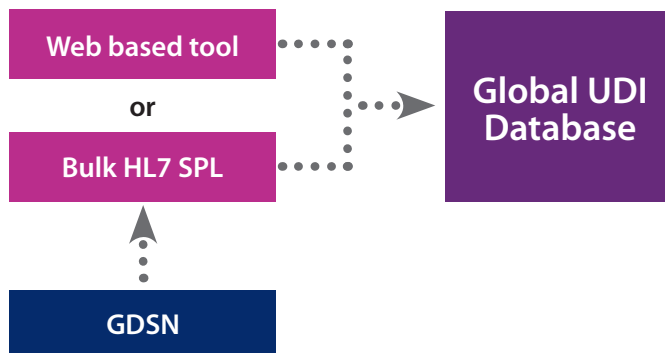 Web based tool
or
Bulk HL7 SPL
GDSN
Global UDI
Database